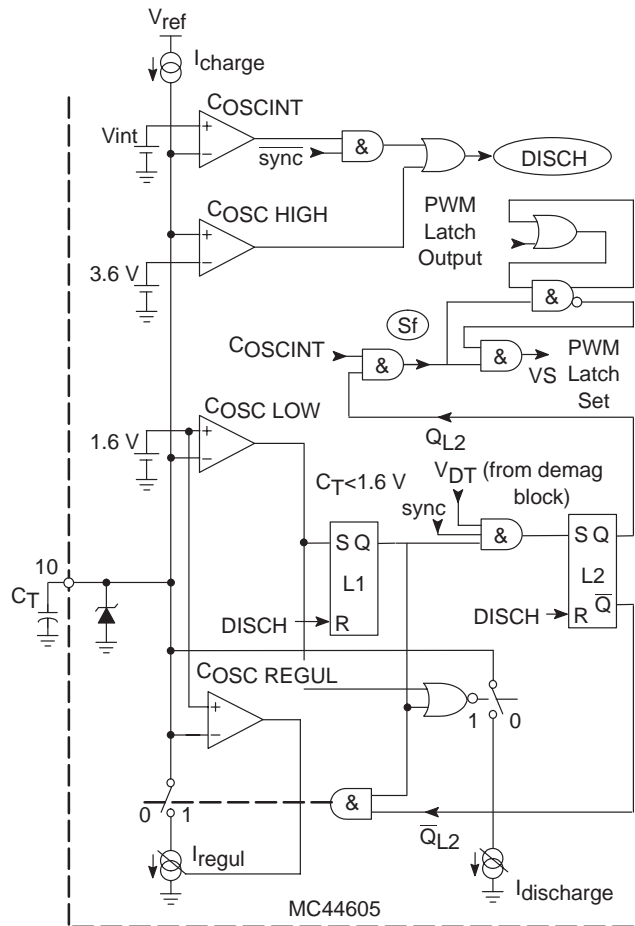 Vref
Icharge
COSCINT
Vint
+
−
sync
&
DISCH
COSC HIGH
+
−
3.6 V
PWM
Latch
Output
&
Sf
COSCINT
&
&
VS
PWM
Latch
Set
COSC LOW
QL2
1.6 V
+
−
CT<1.6 V
VDT (from demag
block)
sync
&
S Q
L1
R
S Q
L2
Q
R
10
CT
DISCH
DISCH
COSC REGUL
+
−
1 0
0 1
&
QL2
Iregul
Idischarge
MC44605